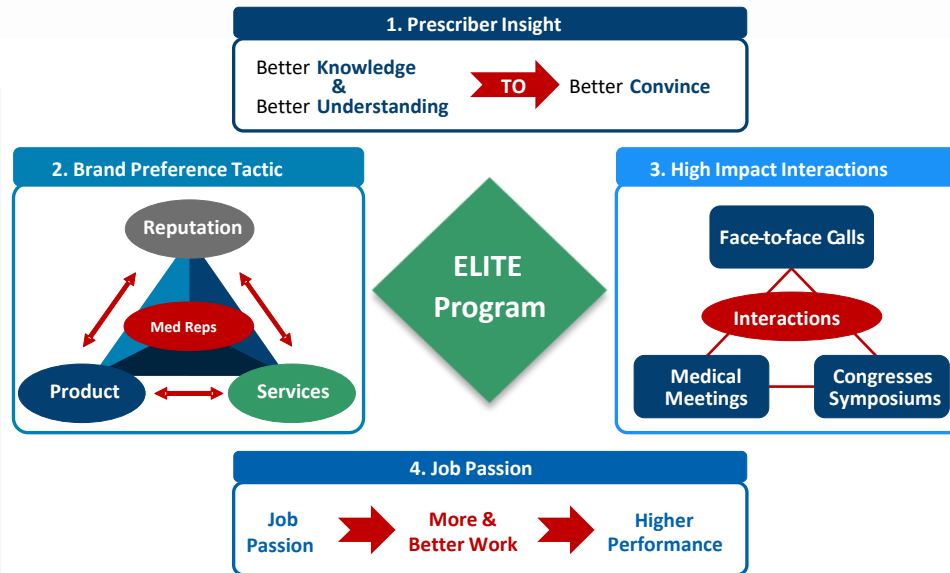 1. Prescriber Insight
Better Knowledge
&
Better Understanding
TO
Better Convince
2. Brand Preference Tactic
Reputation
Med Reps
Product
Services
ELITE
Program
3. High Impact Interactions
Face-to-face Calls
Interactions
Medical
Meetings
Congresses
Symposiums
4. Job Passion
Job
Passion
More &
Better Work
Higher
Performance